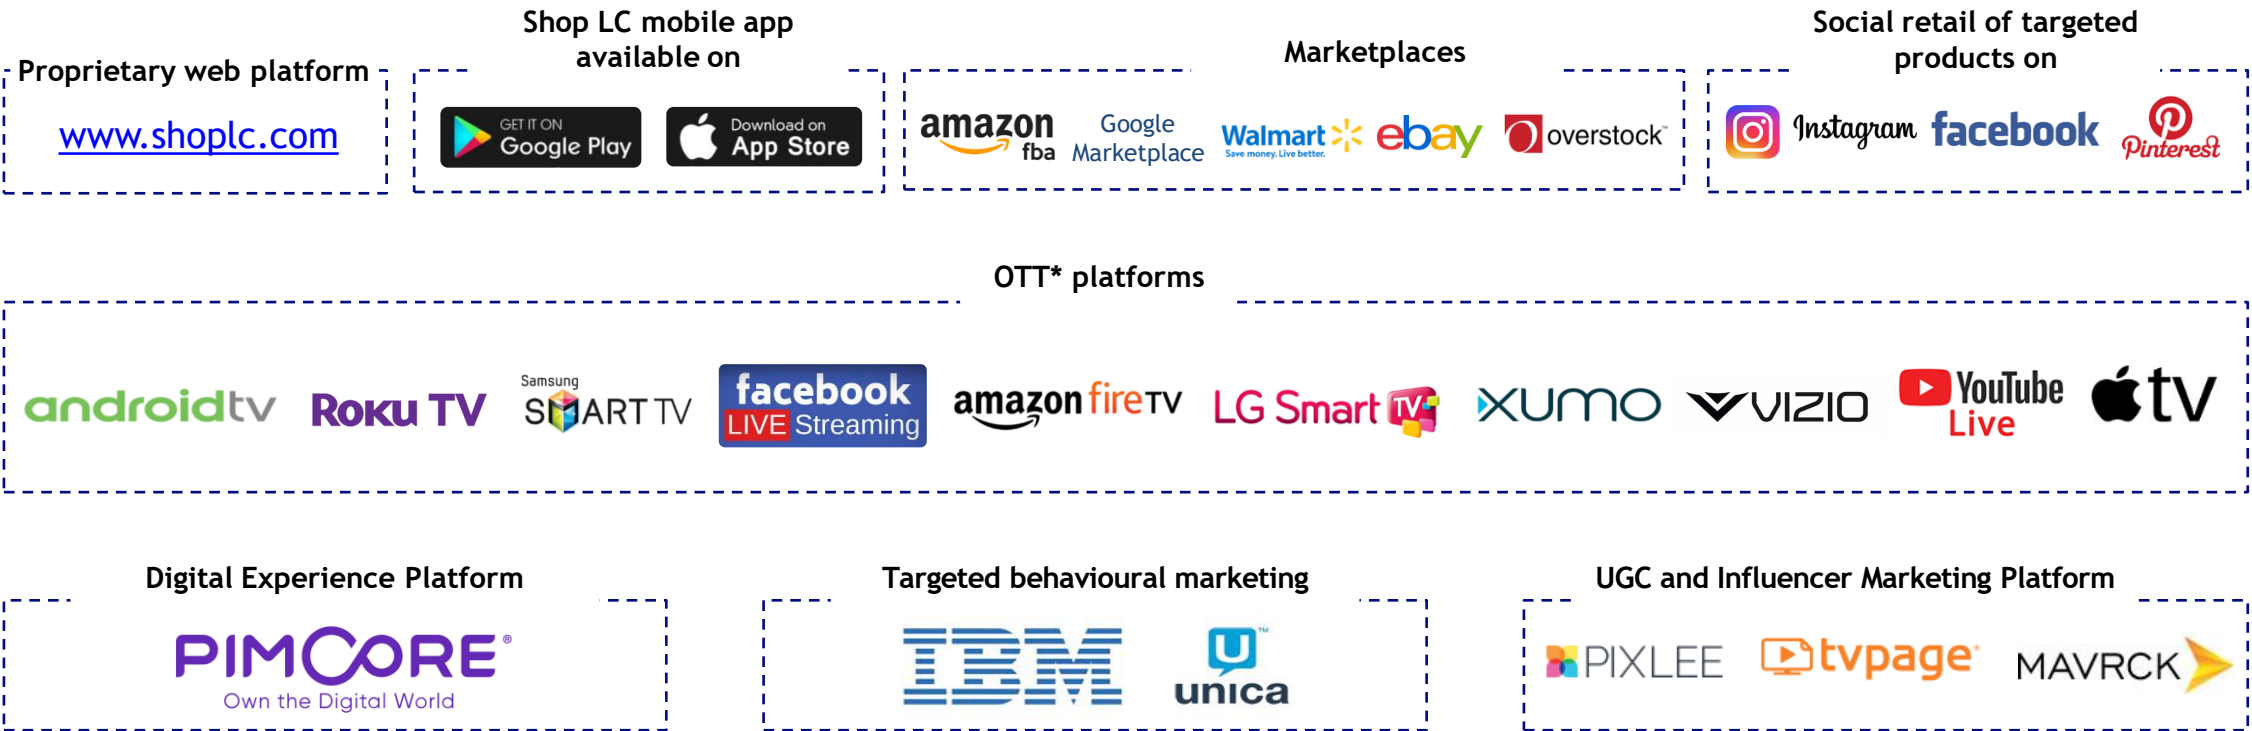 Proprietary web platform
www.shoplc.com
Shop LC mobile app
available on
GET IT ON
Google Play
Download on
App Store
Marketplaces
amazon
fba
Google
Marketplace
Walmart
Save money. Live better.
ebay
overstock™
Social retail of targeted
products on
Instagram
facebook
Pinterest
OTT* platforms
androidtv
ROKU TV
Samsung
SMART TV
facebook
LIVE Streaming
amazon fireTV
LG Smart TV
XUMO
VIZIO
YouTube
Live
tv
Digital Experience Platform
PIMCORE®
Own the Digital World
Targeted behavioural marketing
IBM
U™
unica
UGC and Influencer Marketing Platform
PIXLEE
tvpage
MAVRCK